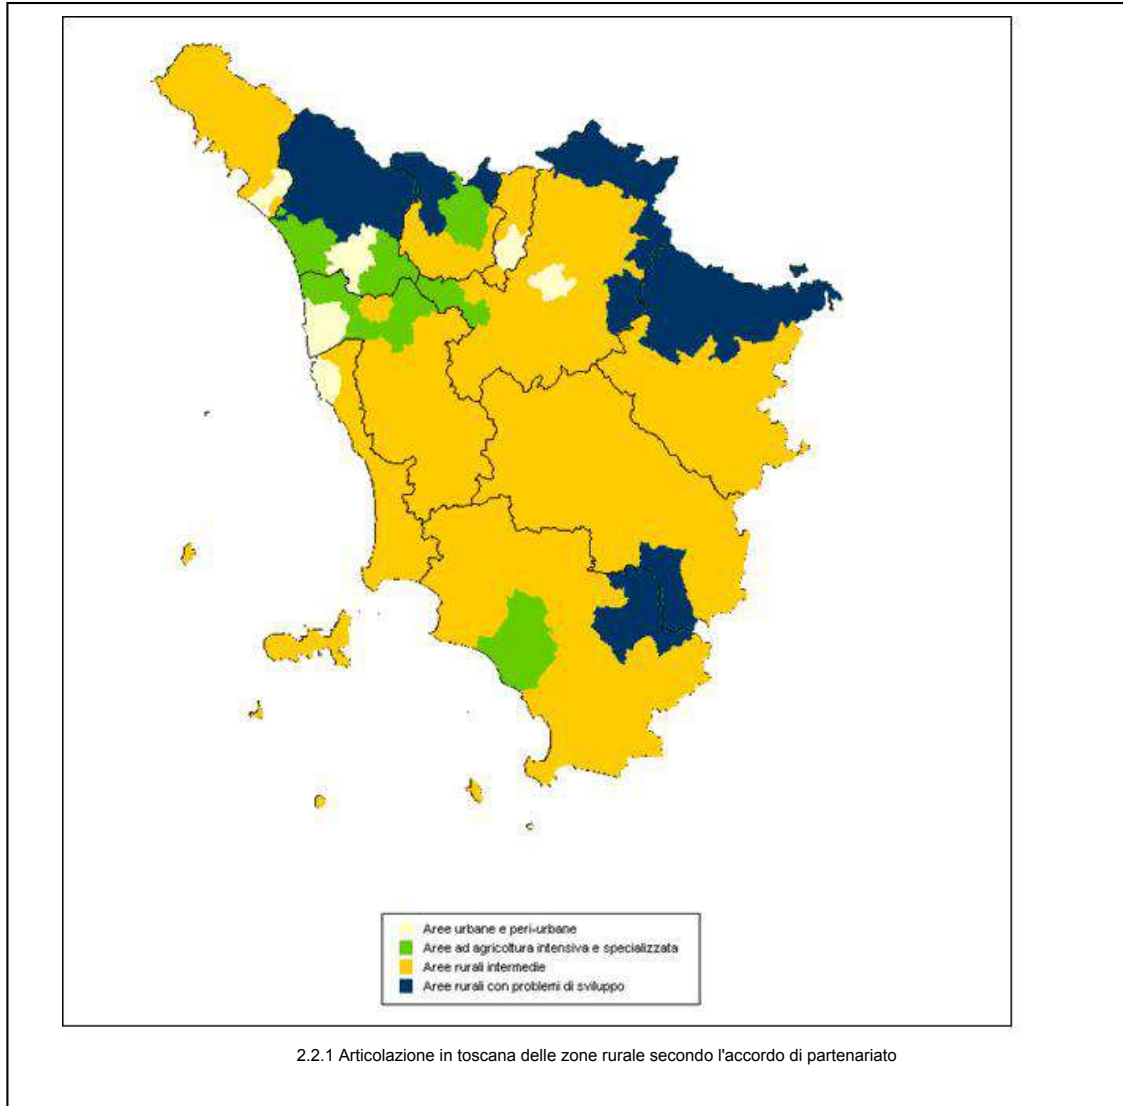 Aree urbane e peri-urbane
Aree ad agricoltura intensiva e specializzata
Aree rurali intermedie
Aree rurali con problemi di sviluppo
2.2.1 Articolazione in toscana delle zone rurale secondo l'accordo di partenariato